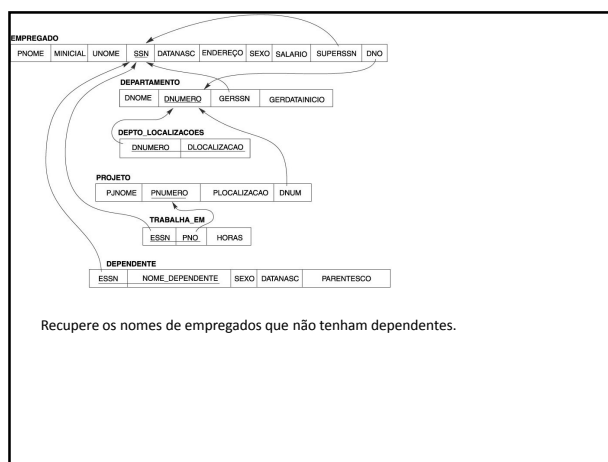 EMPREGADO
PNOME MINICIAL UNOME SSN DATANASC ENDEREÇO SEXO SALARIO SUPERSSN DNO
DEPARTAMENTO
DNOME DNUMERO GERSSN GERDATAINICIO
DEPTO_LOCALIZACOES
DNUMERO DLOCALIZACAO
PROJETO
PJNOME PNUMERO PLOCALIZACAO DNUM
TRABALHA_EM
ESSN PNO HORAS
DEPENDENTE
ESSN NOME_DEPENDENTE SEXO DATANASC PARENTESCO
Recupere os nomes de empregados que não tenham dependentes.